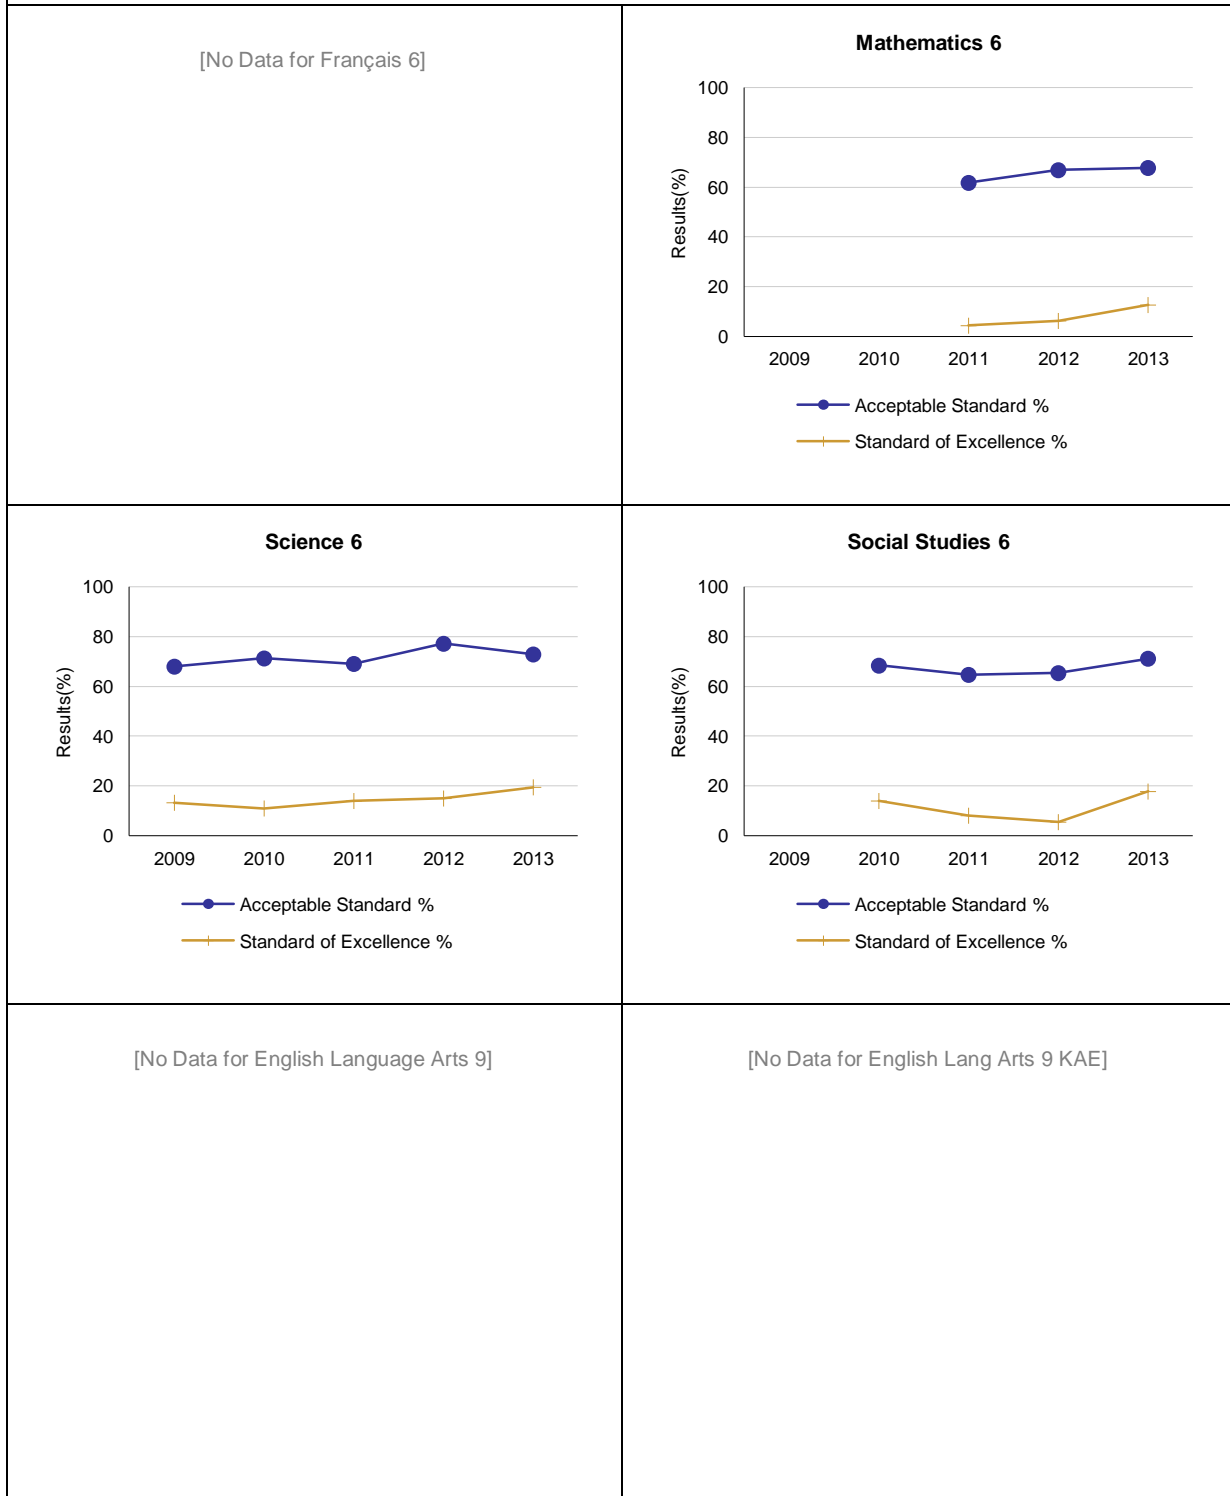 [No Data for Français 6]
Mathematics 6
100
80
60
40
20
0
Results(%)
2009 2010 2011 2012 2013
Acceptable Standard %
Standard of Excellence %
Science 6
100
80
60
40
20
0
Results(%)
2009 2010 2011 2012 2013
Acceptable Standard %
Standard of Excellence %
Social Studies 6
100
80
60
40
20
0
Results(%)
2009 2010 2011 2012 2013
Acceptable Standard %
Standard of Excellence %
[No Data for English Language Arts 9]
[No Data for English Lang Arts 9 KAE]